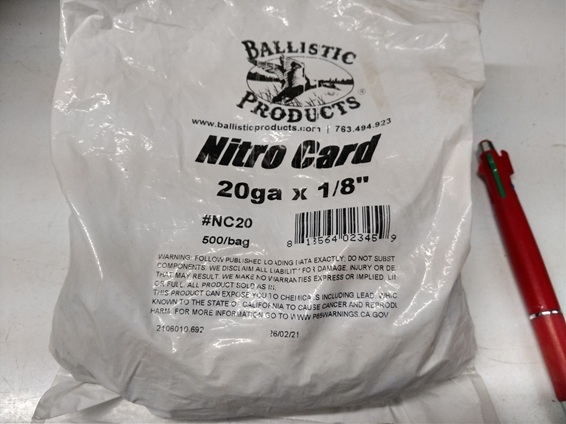 BALLISTIC
PRODUCTS®
www.ballisticproducts.com | 763.494.923
Nitro Card
20ga x 1/8"
#NC20
500/bag
8 13564 02345 9
WARNING: FOLLOW PUBLISHED LOADING DATA EXACTLY: DO NOT SUBST
COMPONENTS. WE DISCLAIM ALL LIABILIT FOR DAMAGE, INJURY OR DE
THAT MAY RESULT. WE MAKE NO WARRANTIES EXPRESS OR IMPLIED LI
OR FULL. ALL PRODUCT SOLD AS IS.
THIS PRODUCT CAN EXPOSE YOU TO CHEMICALS INCLUDING LEAD, WHIC
KNOWN TO THE STATE OF CALIFORNIA TO CAUSE CANCER AND REPRODU
HARM. FOR MORE INFORMATION GO TO WWW.P65WARNINGS.CA.GOV
2106010.692 26/02/21